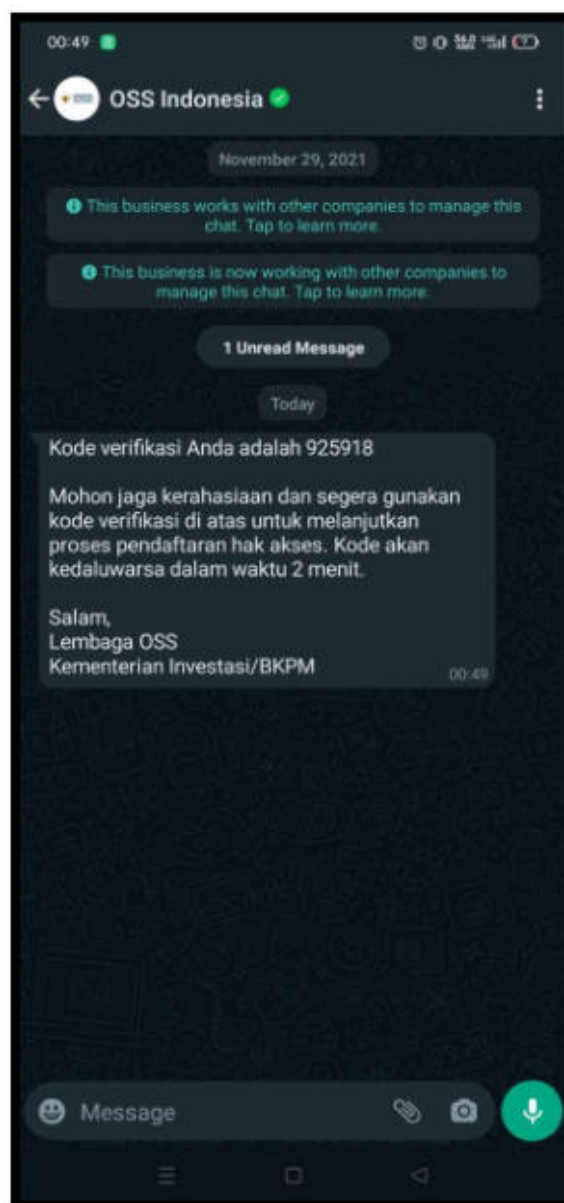 00:49
OSS Indonesia
November 29, 2021
This business works with other companies to manage this
chat. Tap to learn more.
This business is now working with other companies to
manage this chat. Tap to learn more.
1 Unread Message
Today
Kode verifikasi Anda adalah 925918
Mohon jaga kerahasiaan dan segera gunakan
kode verifikasi di atas untuk melanjutkan
proses pendaftaran hak akses. Kode akan
kedaluwarsa dalam waktu 2 menit.
Salam,
Lembaga OSS
Kementerian Investasi/BKPM
00:49
Message